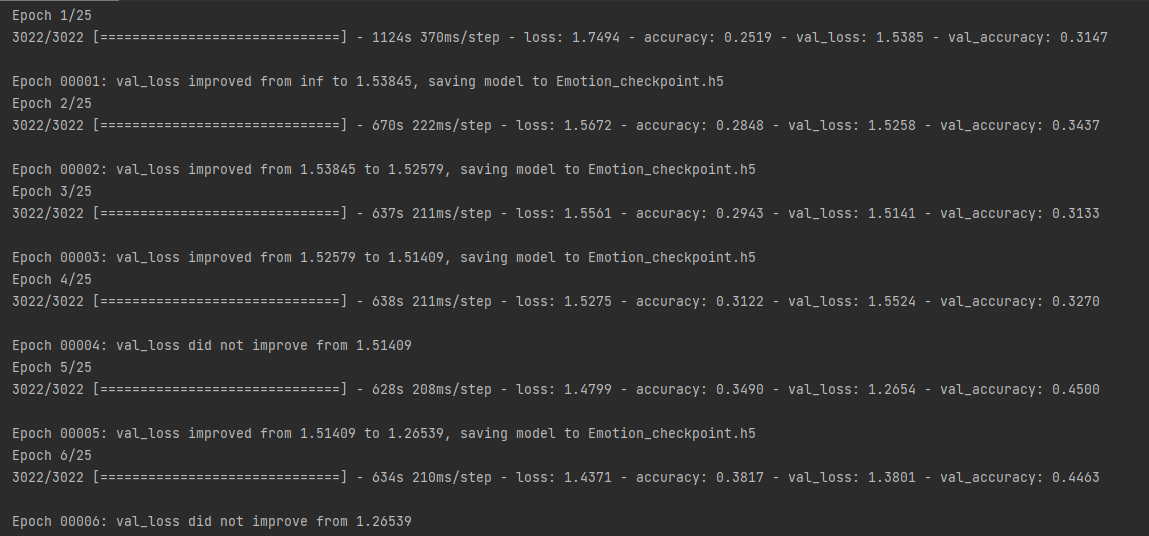 Epoch 1/25
3022/3022 [==============================] - 1124s 370ms/step - loss: 1.7494 - accuracy: 0.2519 - val_loss: 1.5385 - val_accuracy: 0.3147
Epoch 00001: val_loss improved from inf to 1.53845, saving model to Emotion_checkpoint.h5
Epoch 2/25
3022/3022 [==============================] - 670s 222ms/step - loss: 1.5672 - accuracy: 0.2848 - val_loss: 1.5258 - val_accuracy: 0.3437
Epoch 00002: val_loss improved from 1.53845 to 1.52579, saving model to Emotion_checkpoint.h5
Epoch 3/25
3022/3022 [==============================] - 637s 211ms/step - loss: 1.5561 - accuracy: 0.2943 - val_loss: 1.5141 - val_accuracy: 0.3133
Epoch 00003: val_loss improved from 1.52579 to 1.51409, saving model to Emotion_checkpoint.h5
Epoch 4/25
3022/3022 [==============================] - 638s 211ms/step - loss: 1.5275 - accuracy: 0.3122 - val_loss: 1.5524 - val_accuracy: 0.3270
Epoch 00004: val_loss did not improve from 1.51409
Epoch 5/25
3022/3022 [==============================] - 628s 208ms/step - loss: 1.4799 - accuracy: 0.3490 - val_loss: 1.2654 - val_accuracy: 0.4500
Epoch 00005: val_loss improved from 1.51409 to 1.26539, saving model to Emotion_checkpoint.h5
Epoch 6/25
3022/3022 [==============================] - 634s 210ms/step - loss: 1.4371 - accuracy: 0.3817 - val_loss: 1.3801 - val_accuracy: 0.4463
Epoch 00006: val_loss did not improve from 1.26539